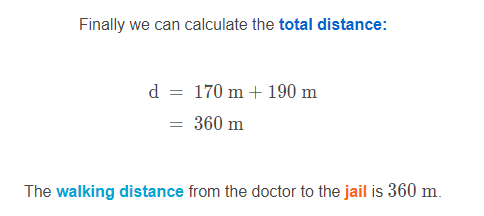 Finally we can calculate the total distance:
d = 170 m + 190 m
= 360 m
The walking distance from the doctor to the jail is 360 m.